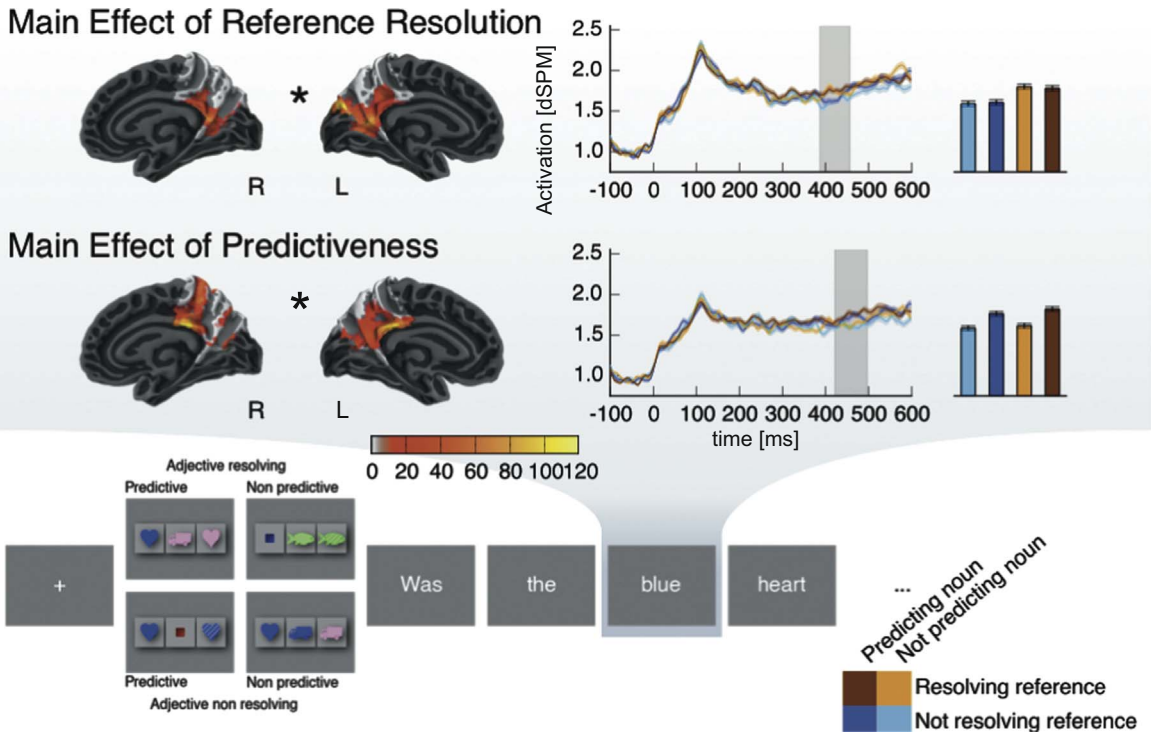 Main Effect of Reference Resolution
*
R
L
Activation [dSPM]
2.5
2.0
1.5
1.0
-100 0 100 200 300 400 500 600
Main Effect of Predictiveness
*
R
L
2.5
2.0
1.5
1.0
-100 0 100 200 300 400 500 600
time [ms]
0 20 40 60 80 100 120
Adjective resolving
Predictive
Non predictive
+
Was
the
blue
heart
...
Predictive
Non predictive
Adjective non resolving
Predicting noun
Not predicting noun
Resolving reference
Not resolving reference